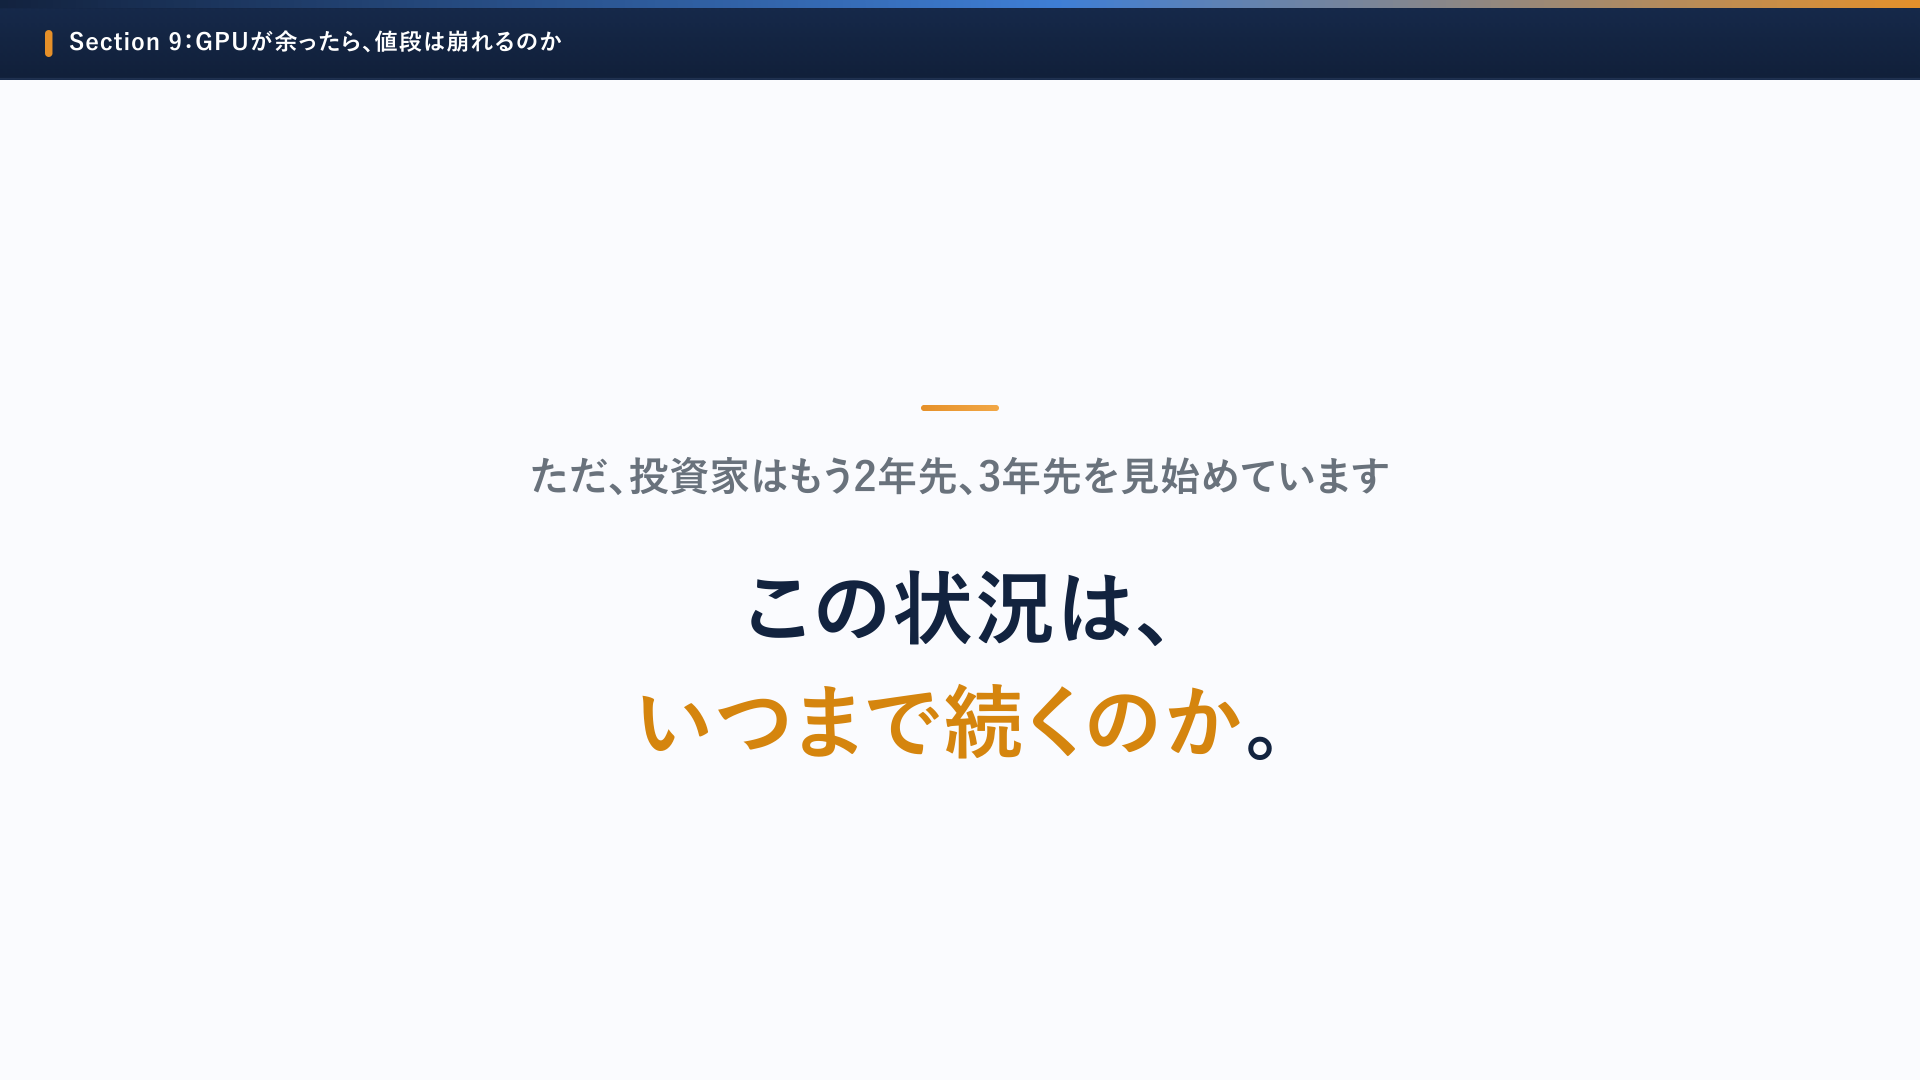 Section 9：GPUが余ったら、値段は崩れるのか
ただ、投資家はもう2年先、3年先を見始めています
この状況は、
いつまで続くのか。